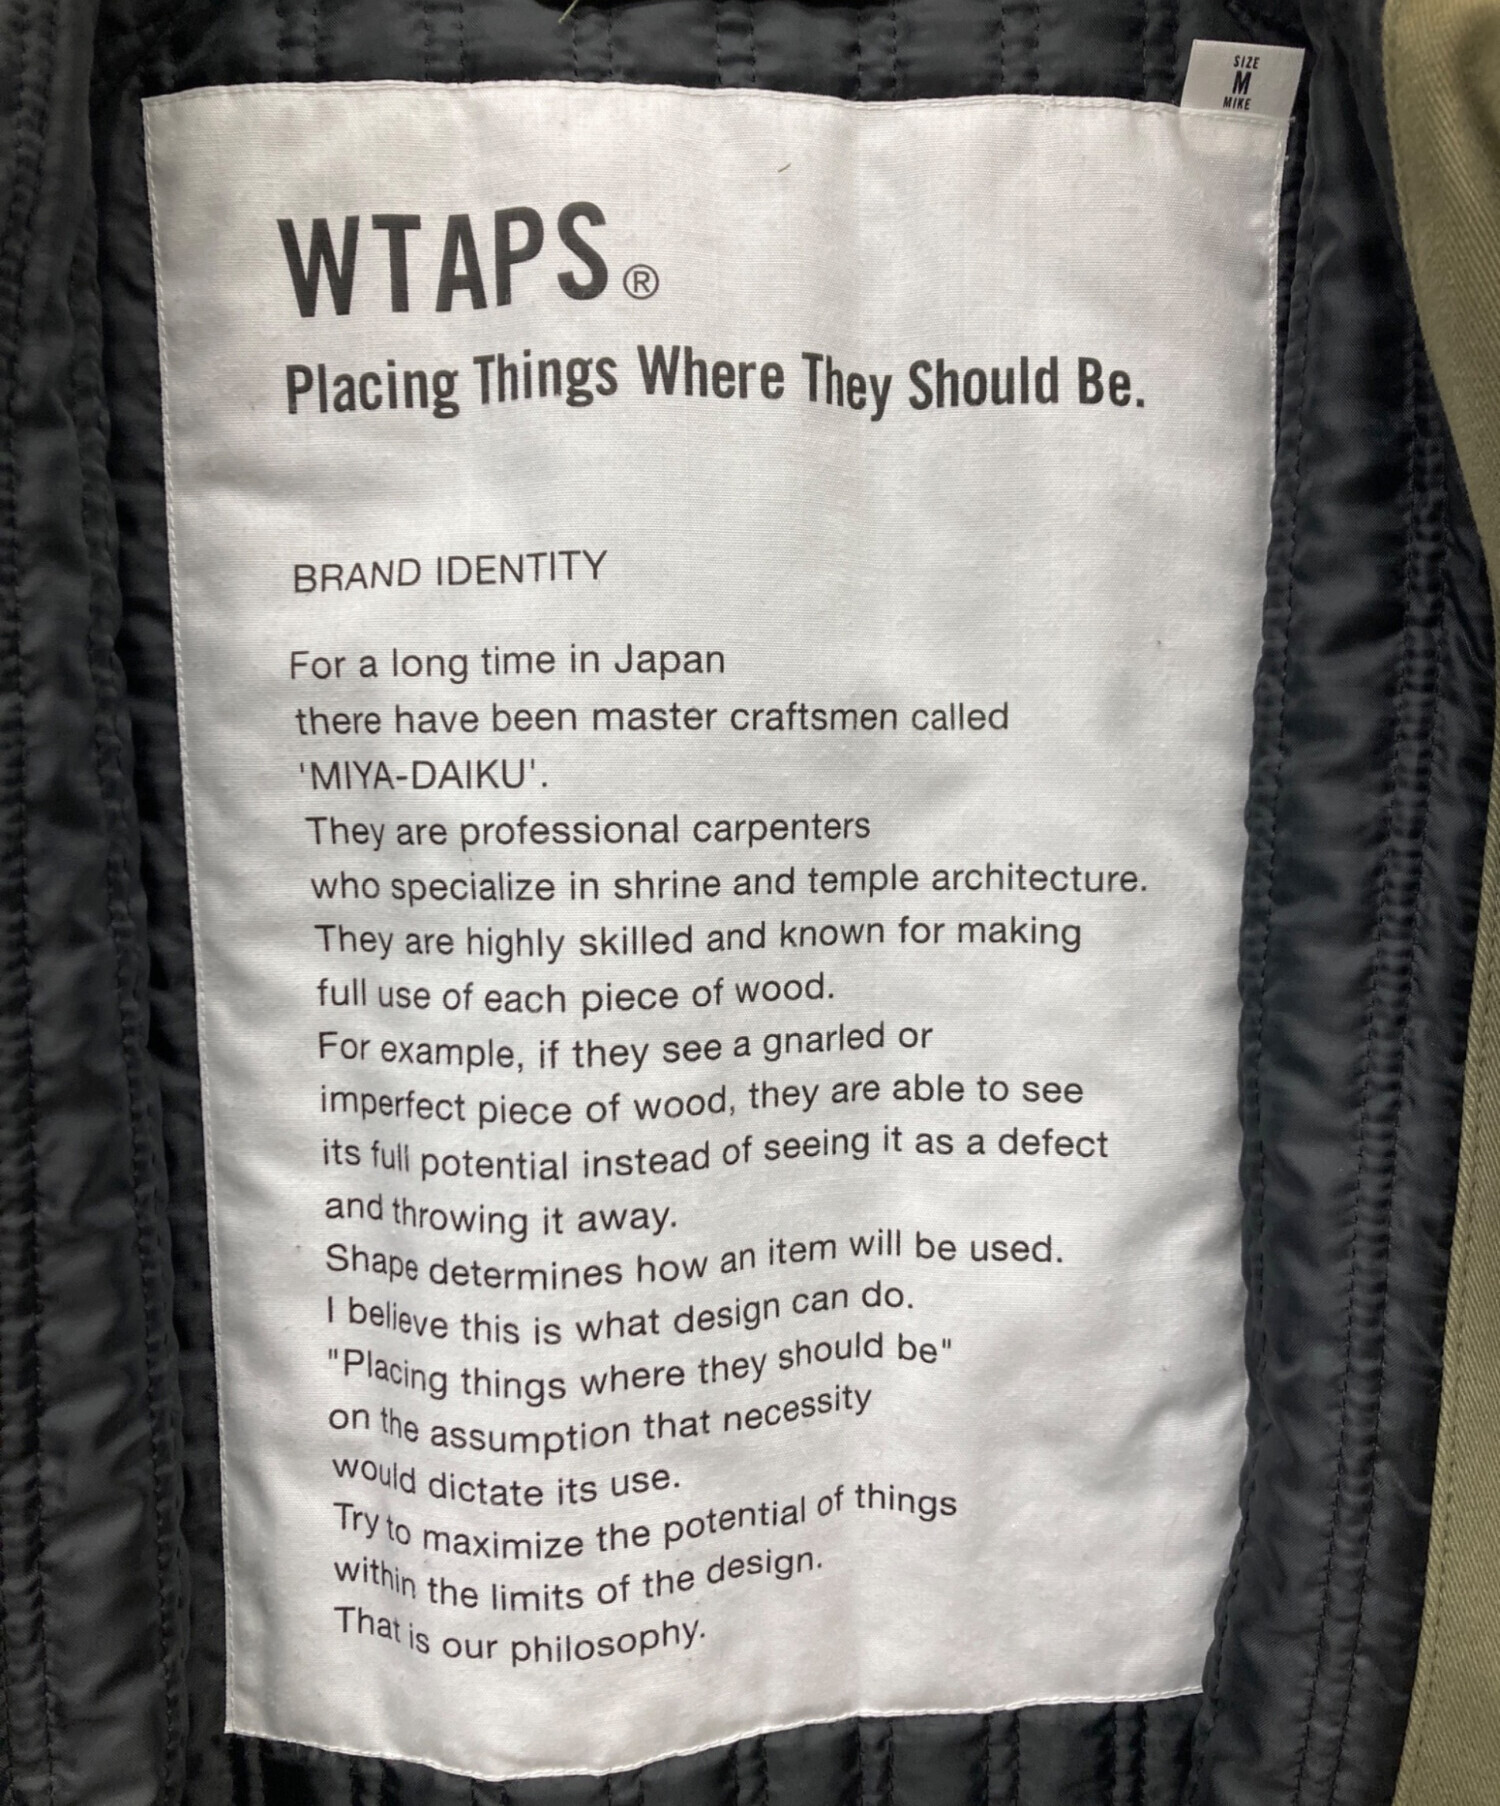 SIZE
M
MIKE
WTAPS®
Placing Things Where They Should Be.
BRAND IDENTITY
For a long time in Japan
there have been master craftsmen called
'MIYA-DAIKU'.
They are professional carpenters
who specialize in shrine and temple architecture.
They are highly skilled and known for making
full use of each piece of wood.
For example, if they see a gnarled or
imperfect piece of wood, they are able to see
its full potential instead of seeing it as a defect
and throwing it away.
Shape determines how an item will be used.
I believe this is what design can do.
"Placing things where they should be"
on the assumption that necessity
would dictate its use.
Try to maximize the potential of things
within the limits of the design.
That is our philosophy.